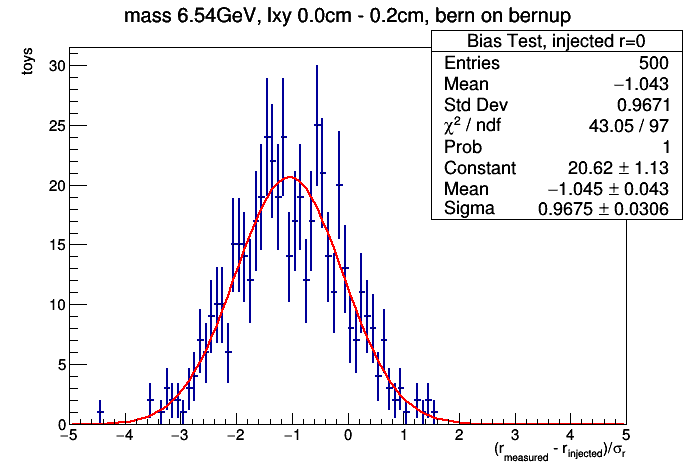 mass 6.54GeV, lxy 0.0cm - 0.2cm, bern on bernup
toys
Bias Test, injected r=0
Entries 500
Mean −1.043
Std Dev 0.9671
χ² / ndf 43.05 / 97
Prob 1
Constant 20.62 ± 1.13
Mean −1.045 ± 0.043
Sigma 0.9675 ± 0.0306
30
25
20
15
10
5
0
−5 −4 −3 −2 −1 0 1 2 3 4 5
(r_measured - r_injected)/σ_r